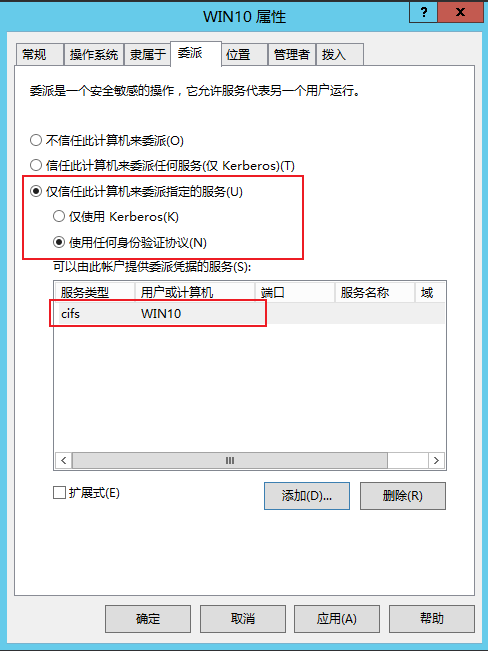 WIN10 属性
? X
常规 操作系统 隶属于 委派 位置 管理者 拨入
委派是一个安全敏感的操作，它允许服务代表另一个用户运行。
不信任此计算机来委派(O)
信任此计算机来委派任何服务(仅 Kerberos)(T)
仅信任此计算机来委派指定的服务(U)
仅使用 Kerberos(K)
使用任何身份验证协议(N)
可以由此帐户提供委派凭据的服务(S):
服务类型 用户或计算机 端口 服务名称 域
cifs WIN10
扩展式(E) 添加(D)... 删除(R)
确定 取消 应用(A) 帮助